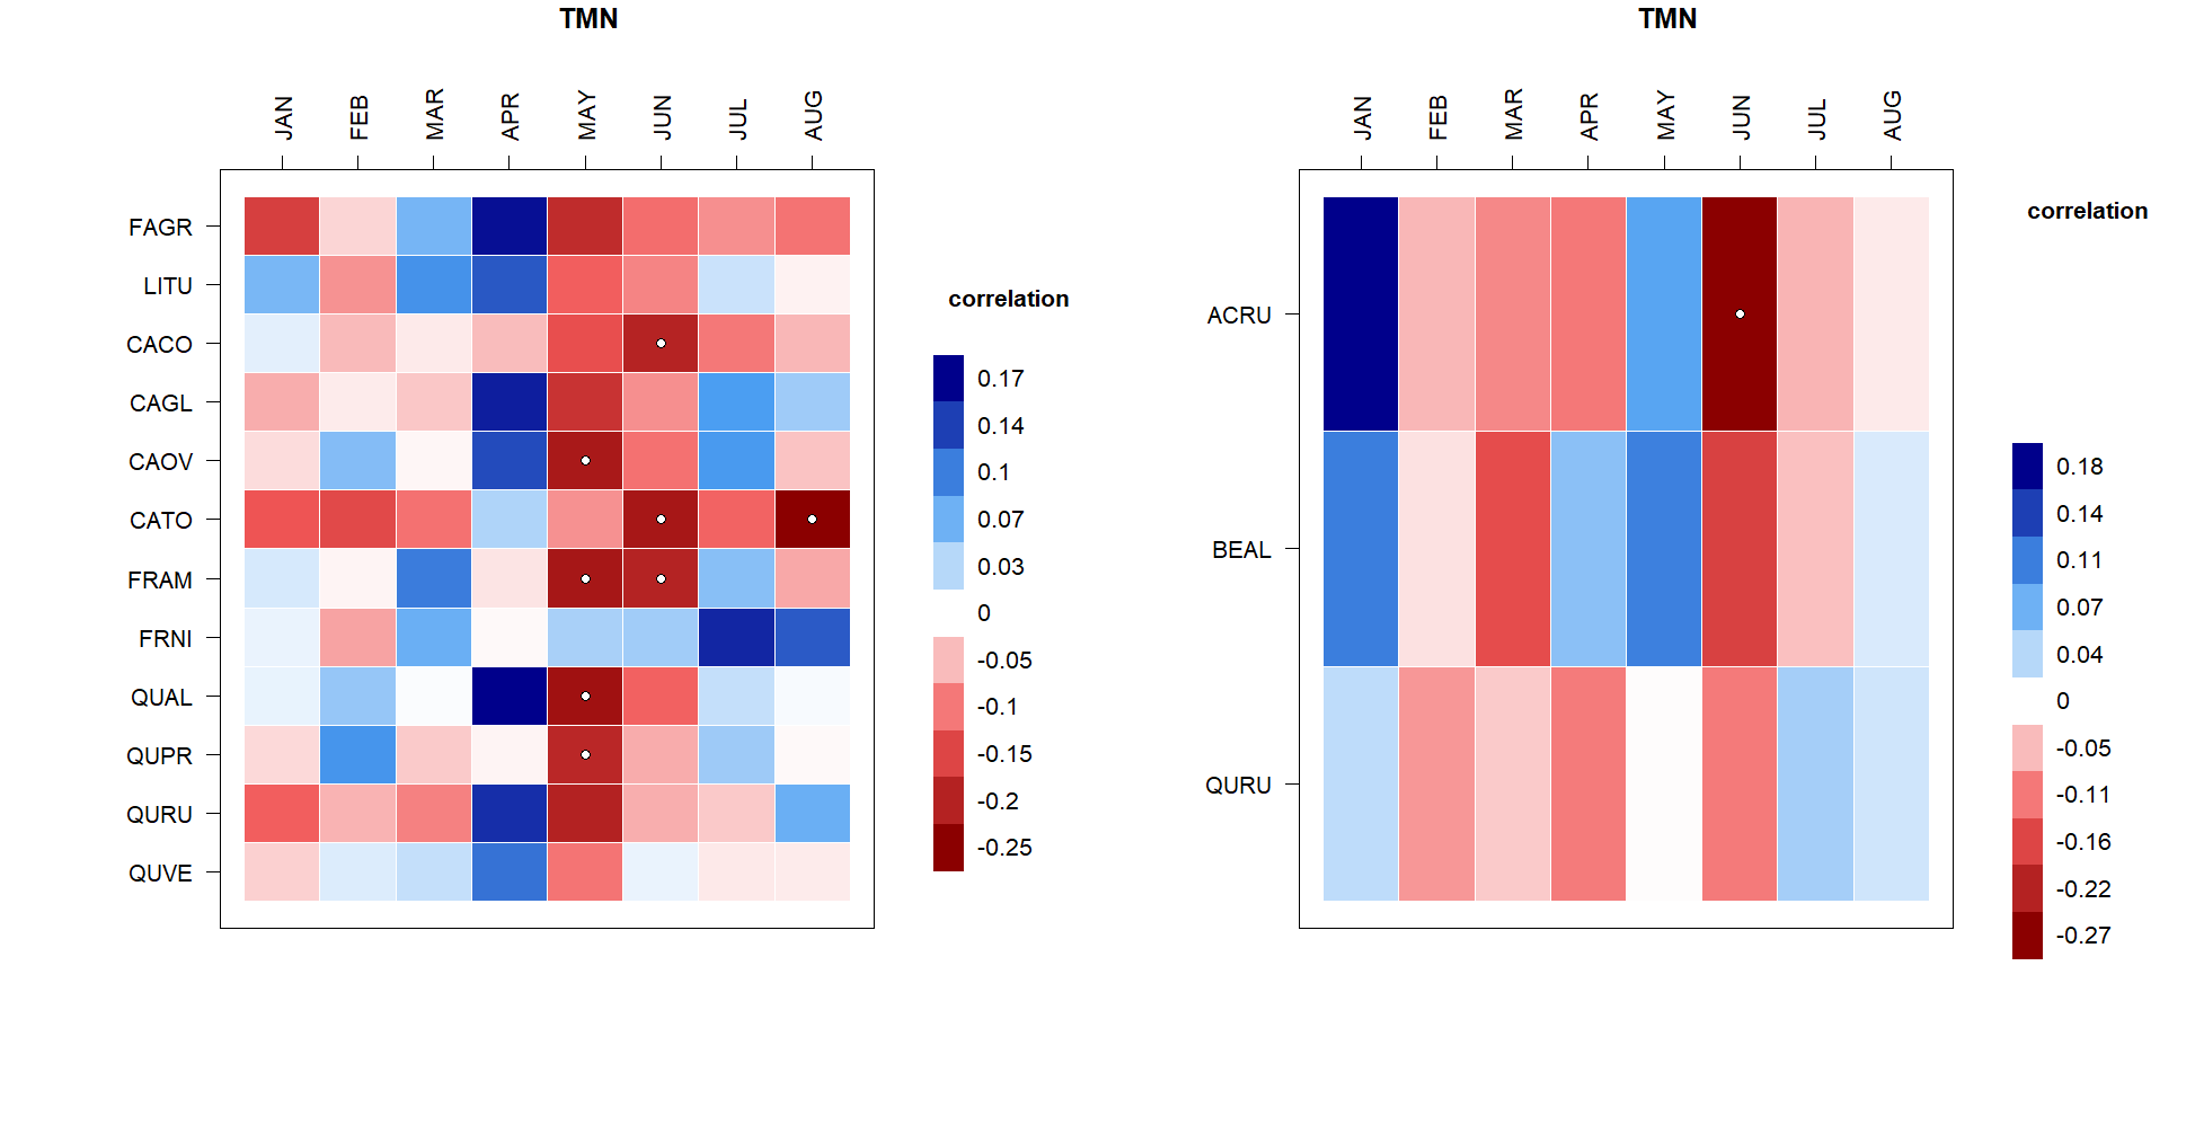 TMN
JAN FEB MAR APR MAY JUN JUL AUG
FAGR
LITU
CACO
CAGL
CAOV
CATO
FRAM
FRNI
QUAL
QUPR
QURU
QUVE
correlation
0.17
0.14
0.1
0.07
0.03
0
-0.05
-0.1
-0.15
-0.2
-0.25
TMN
JAN FEB MAR APR MAY JUN JUL AUG
ACRU
BEAL
QURU
correlation
0.18
0.14
0.11
0.07
0.04
0
-0.05
-0.11
-0.16
-0.22
-0.27